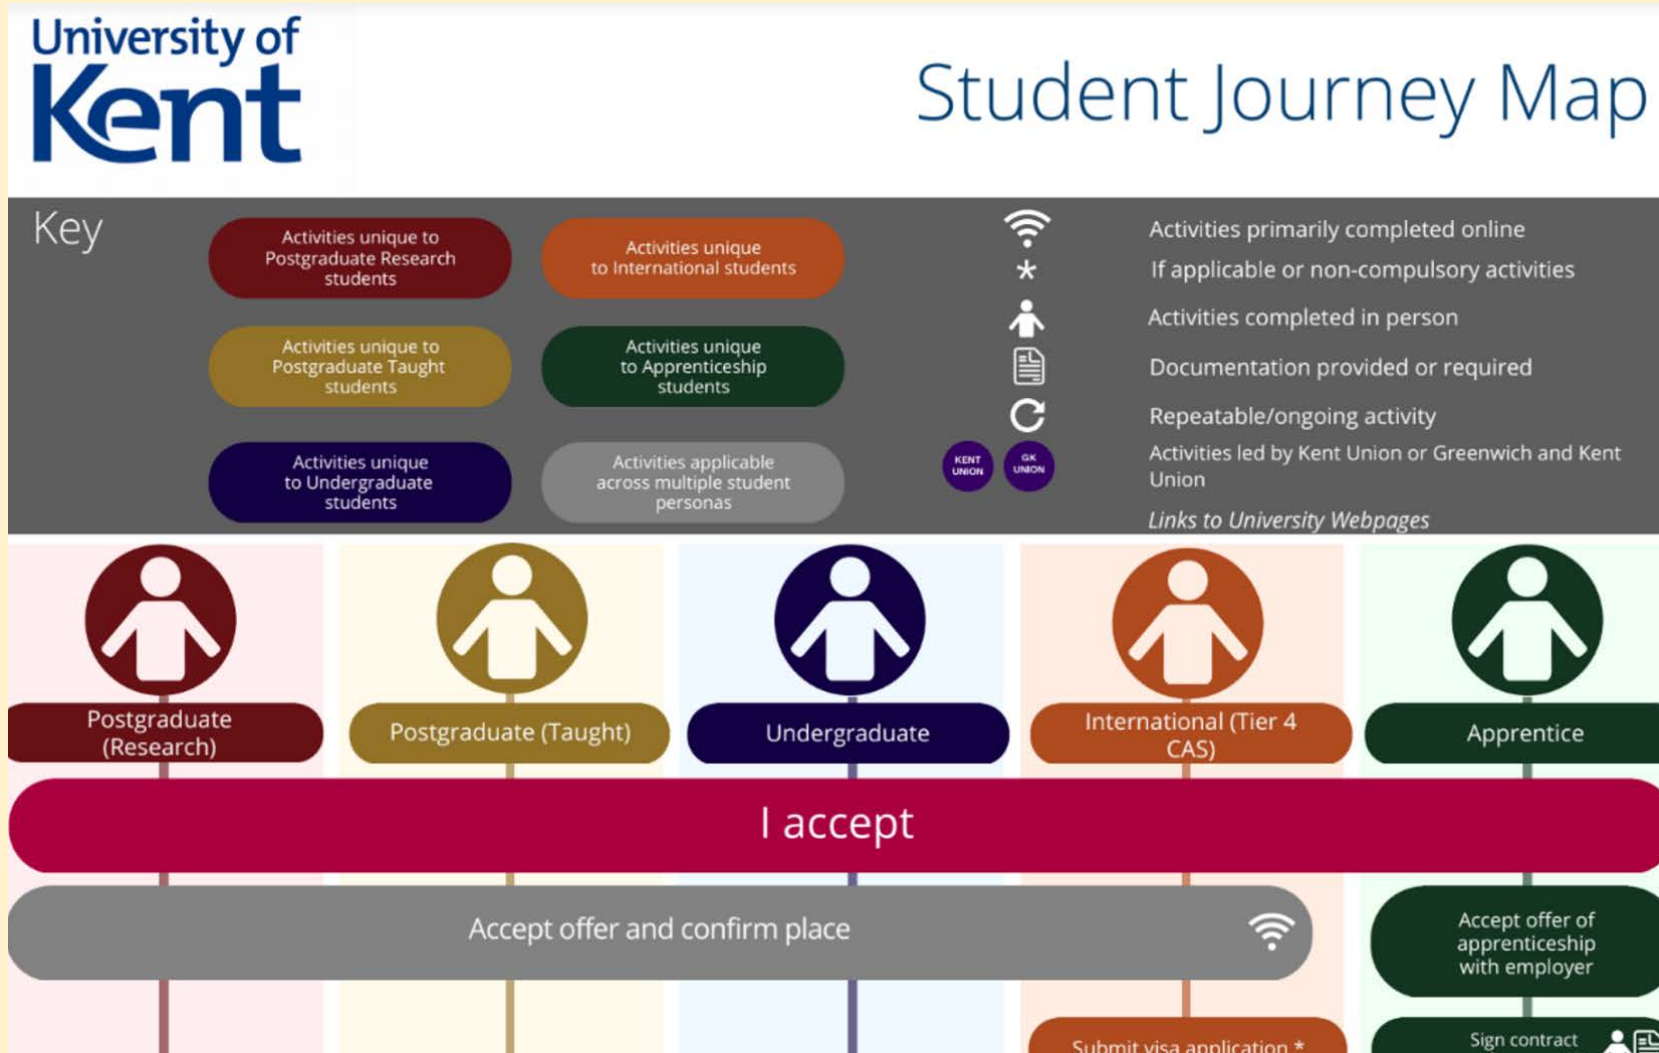 University of
Kent
Student Journey Map
Key
Activities unique to
Postgraduate Research
students
Activities unique
to International students
Activities unique to
Postgraduate Taught
students
Activities unique
to Apprenticeship
students
Activities unique
to Undergraduate
students
Activities applicable
across multiple student
personas
Activities primarily completed online
*
If applicable or non-compulsory activities
Activities completed in person
Documentation provided or required
Repeatable/ongoing activity
KENT
UNION
GK
UNION
Activities led by Kent Union or Greenwich and Kent
Union
Links to University Webpages
Postgraduate
(Research)
Postgraduate (Taught)
Undergraduate
International (Tier 4
CAS)
Apprentice
I accept
Accept offer and confirm place
Accept offer of
apprenticeship
with employer
Submit visa application *
Sign contract